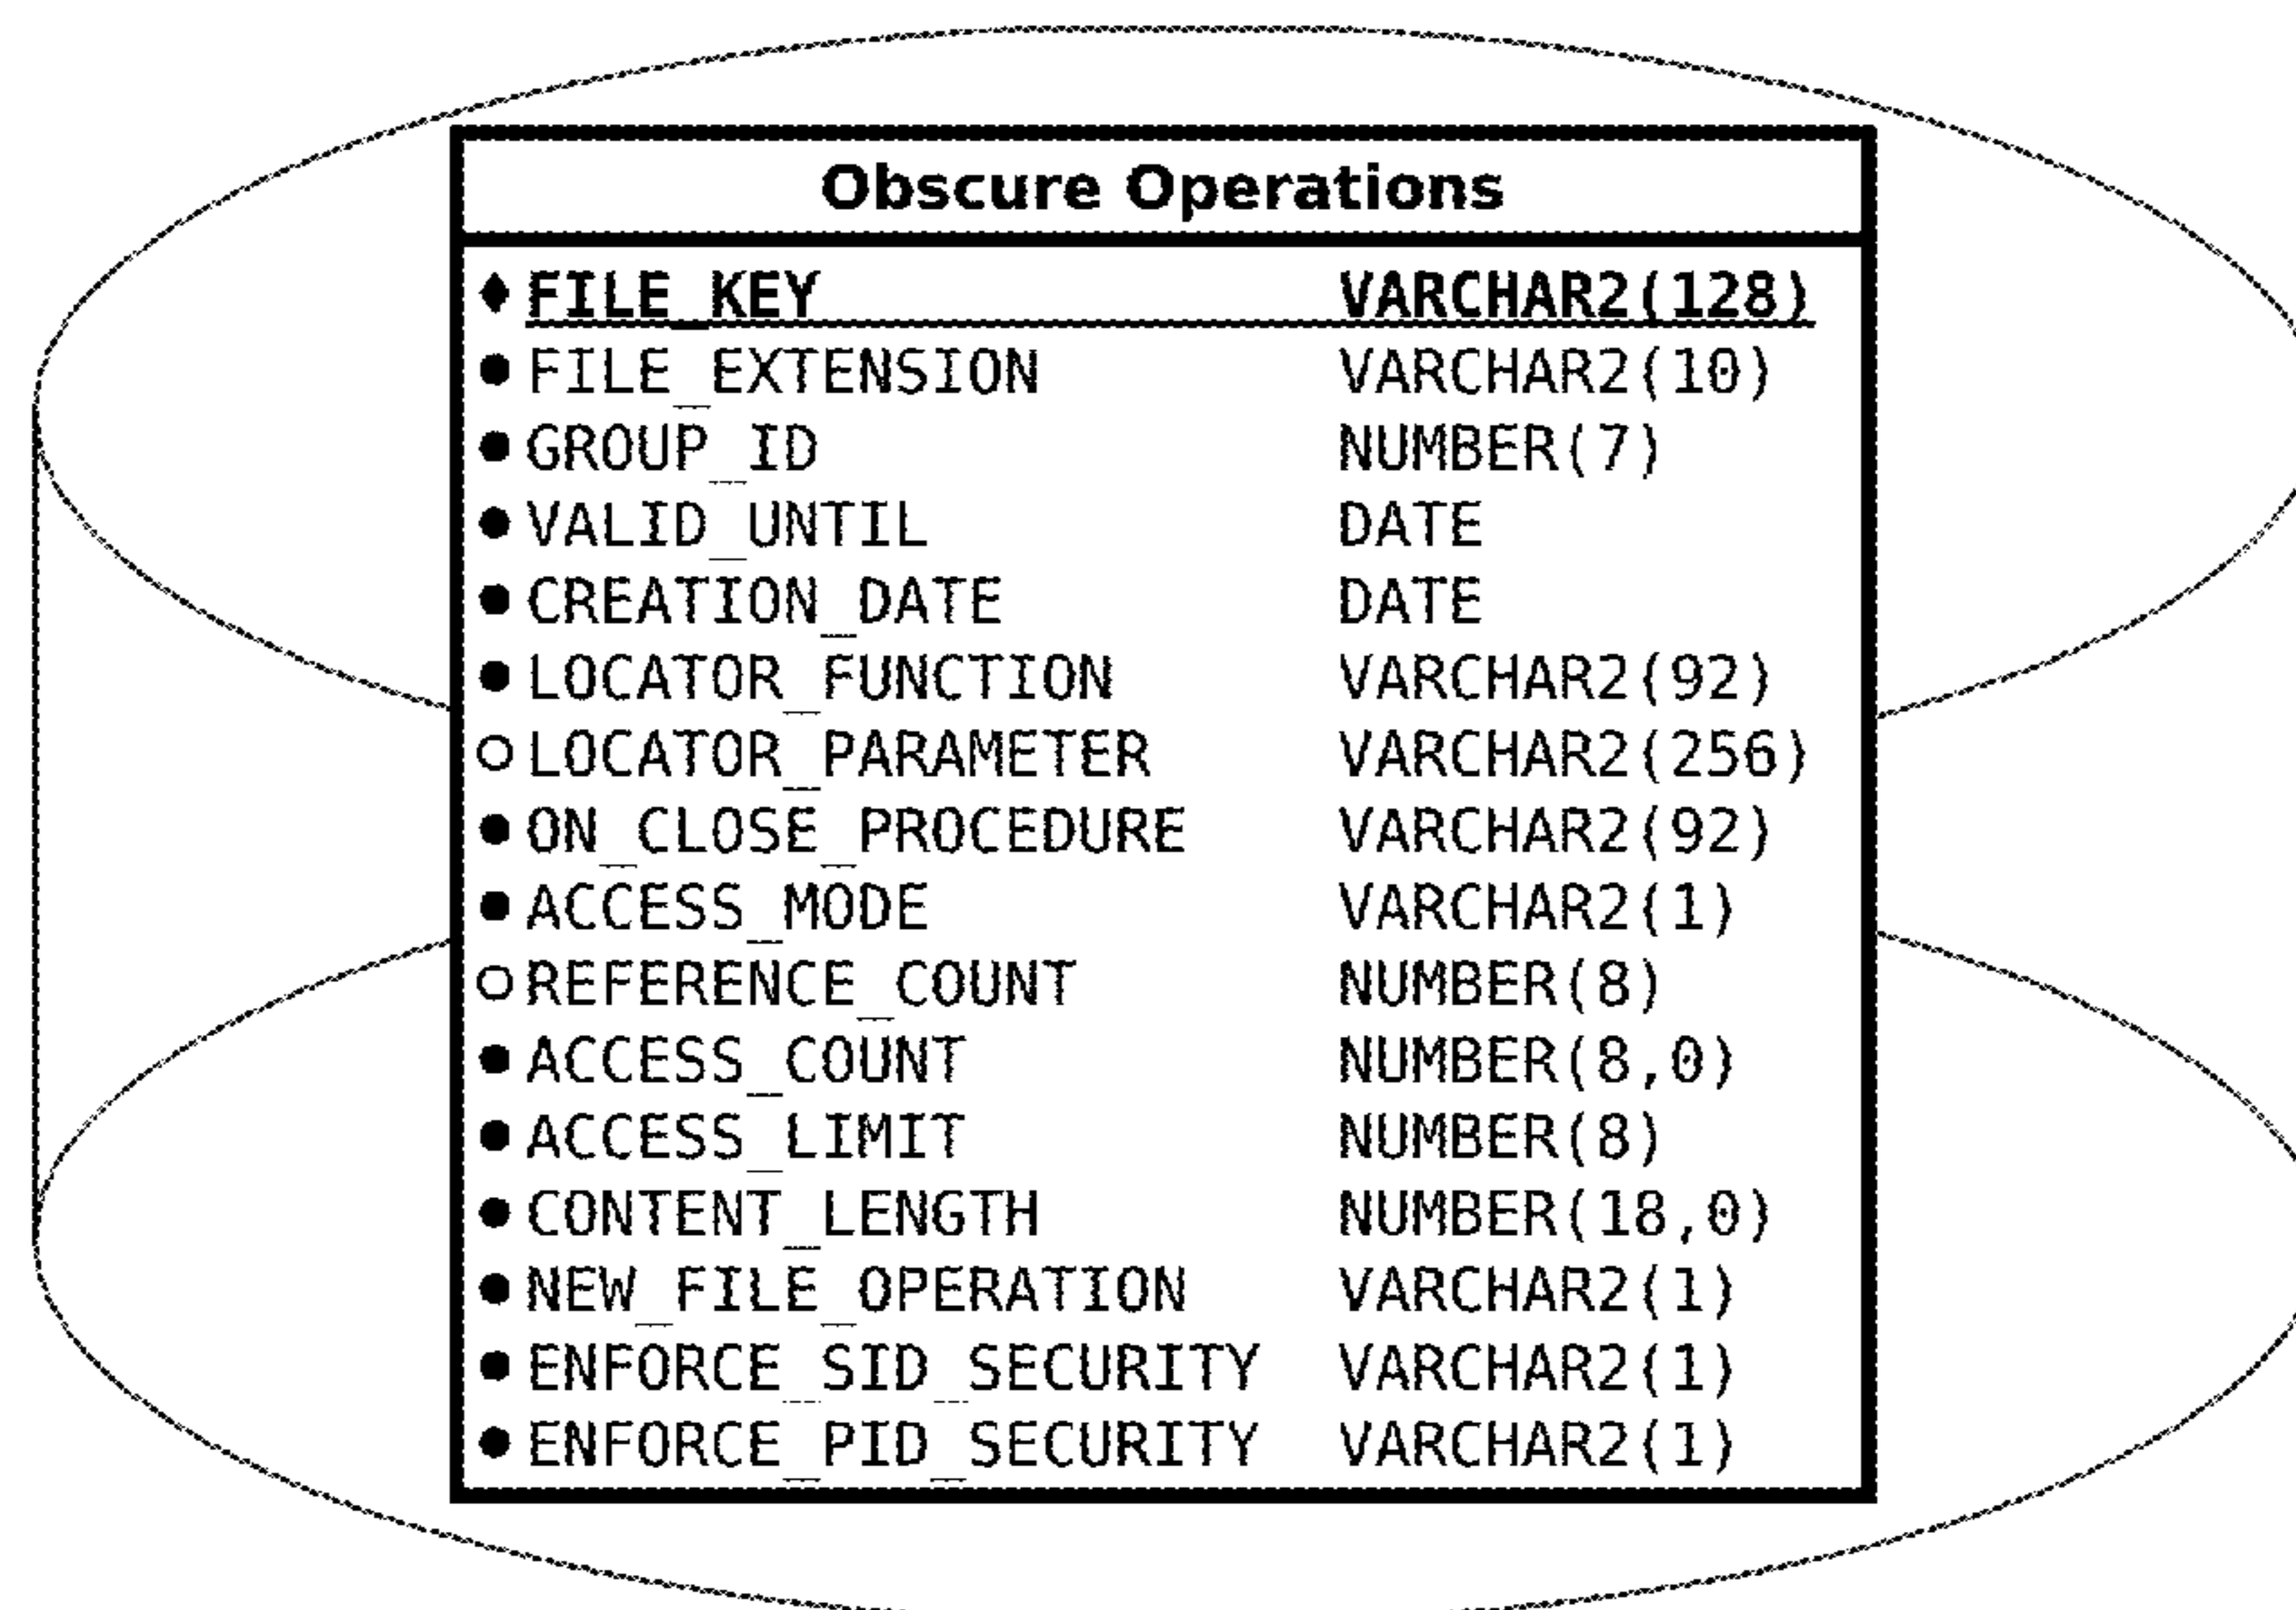 Obscure Operations
FILE_KEY VARCHAR2(128)
FILE_EXTENSION VARCHAR2(10)
GROUP_ID NUMBER(7)
VALID_UNTIL DATE
CREATION_DATE DATE
LOCATOR_FUNCTION VARCHAR2(92)
LOCATOR_PARAMETER VARCHAR2(256)
ON_CLOSE_PROCEDURE VARCHAR2(92)
ACCESS_MODE VARCHAR2(1)
REFERENCE_COUNT NUMBER(8)
ACCESS_COUNT NUMBER(8,0)
ACCESS_LIMIT NUMBER(8)
CONTENT_LENGTH NUMBER(18,0)
NEW_FILE_OPERATION VARCHAR2(1)
ENFORCE_SID_SECURITY VARCHAR2(1)
ENFORCE_PID_SECURITY VARCHAR2(1)